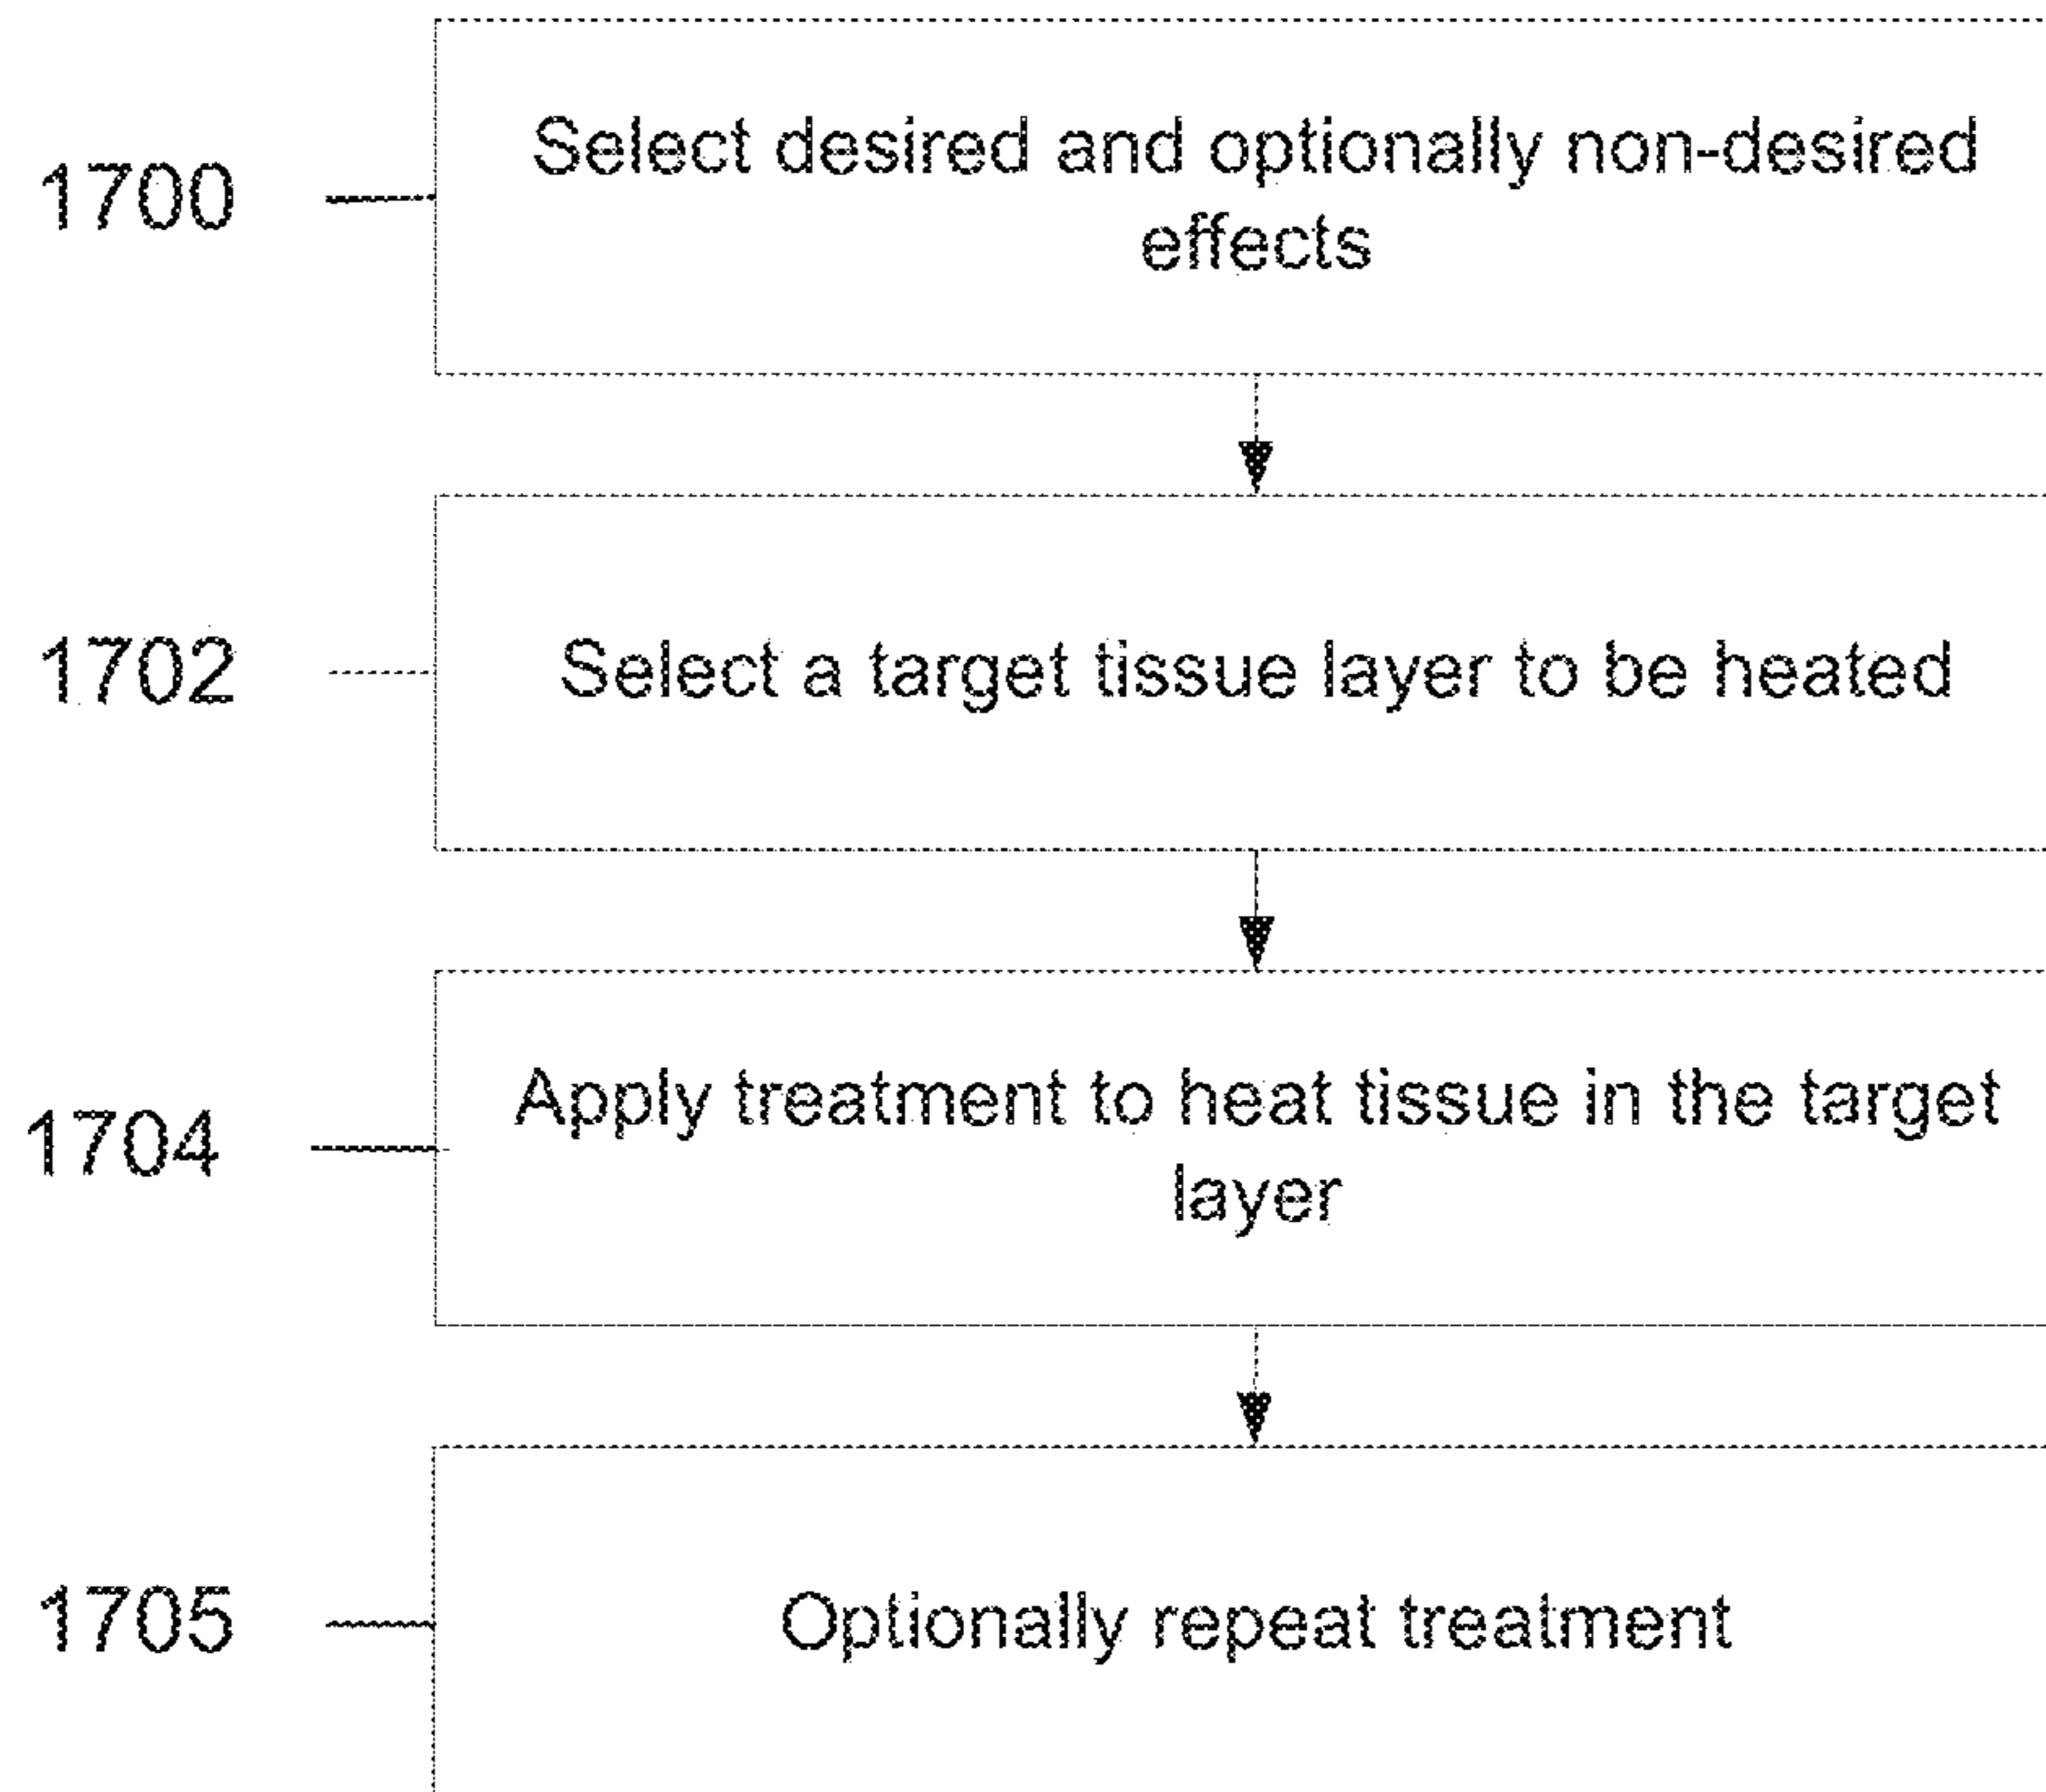 1700
Select desired and optionally non-desired
effects
1702
Select a target tissue layer to be heated
1704
Apply treatment to heat tissue in the target
layer
1705
Optionally repeat treatment